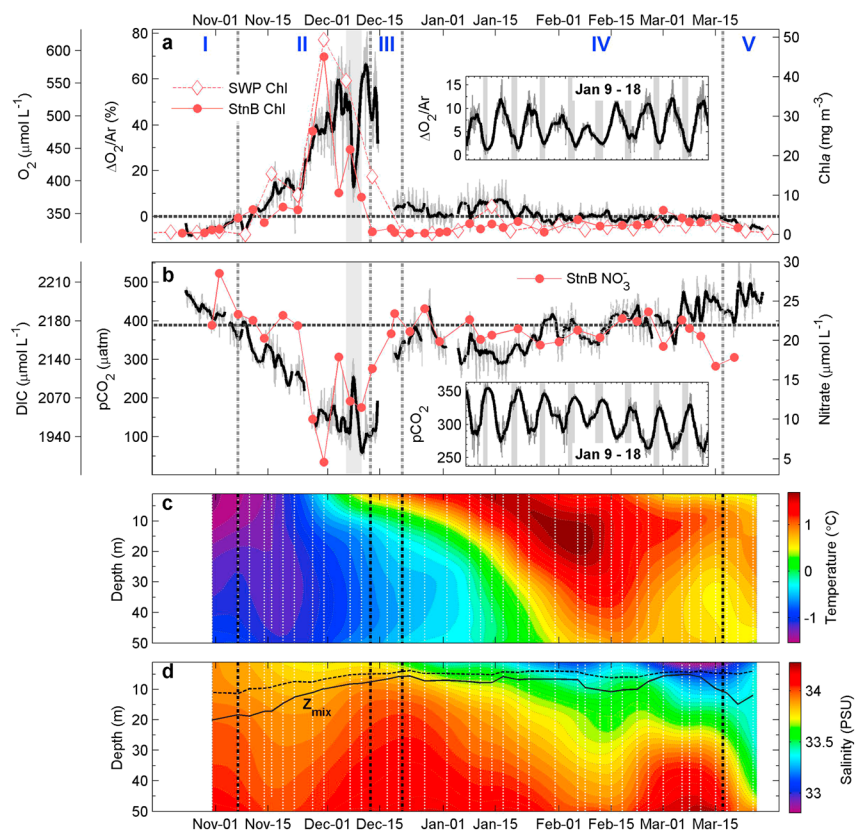 Nov-01 Nov-15 Dec-01 Dec-15 Jan-01 Jan-15 Feb-01 Feb-15 Mar-01 Mar-15
I II III IV V
a
O2 (μmol L-1)
600
550
500
450
400
350
ΔO2/Ar (%)
80
60
40
20
0
-10
SWP Chl
StnB Chl
Jan 9 - 18
ΔO2/Ar
15
10
5
0
Chla (mg m-3)
50
40
30
20
10
0
b
DIC (μmol L-1)
2210
2180
2140
2070
1940
pCO2 (μatm)
500
400
300
200
100
StnB NO3-
pCO2
350
300
250
Jan 9 - 18
Nitrate (μmol L-1)
30
25
20
15
10
5
c
Depth (m)
10
20
30
40
50
Temperature (°C)
1
0
-1
d
Depth (m)
10
20
30
40
50
Zmix
Salinity (PSU)
34
33.5
33
Nov-01 Nov-15 Dec-01 Dec-15 Jan-01 Jan-15 Feb-01 Feb-15 Mar-01 Mar-15